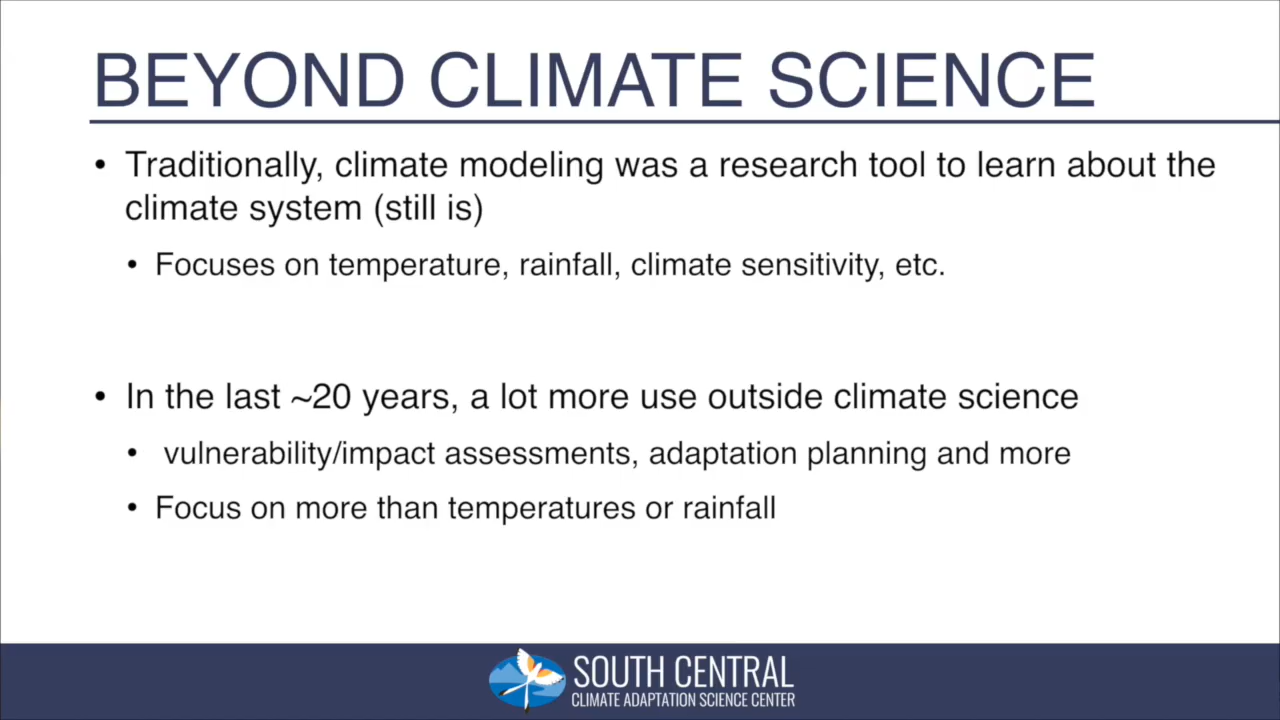 BEYOND CLIMATE SCIENCE
• Traditionally, climate modeling was a research tool to learn about the
climate system (still is)
• Focuses on temperature, rainfall, climate sensitivity, etc.
• In the last ~20 years, a lot more use outside climate science
• vulnerability/impact assessments, adaptation planning and more
• Focus on more than temperatures or rainfall
SOUTH CENTRAL
CLIMATE ADAPTATION SCIENCE CENTER